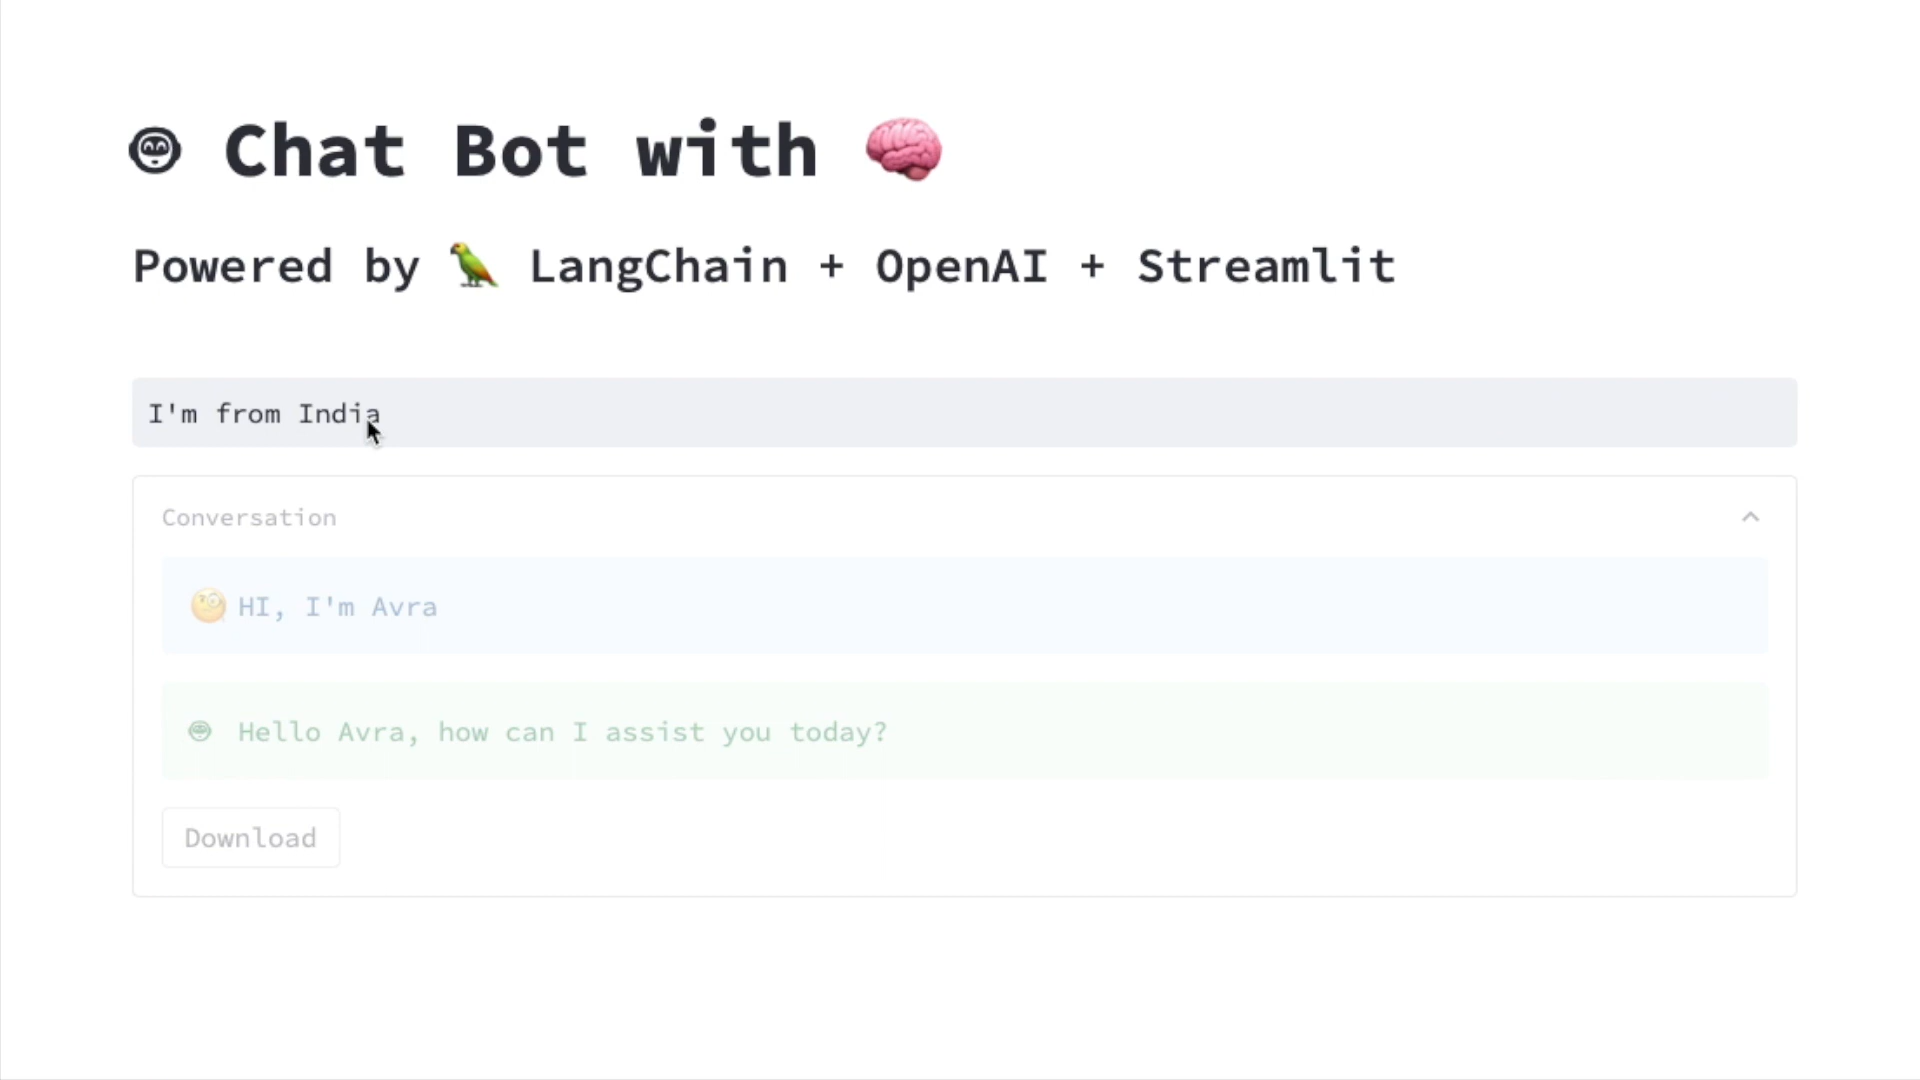 Chat Bot with
Powered by LangChain + OpenAI + Streamlit
I'm from India
Conversation
HI, I'm Avra
Hello Avra, how can I assist you today?
Download